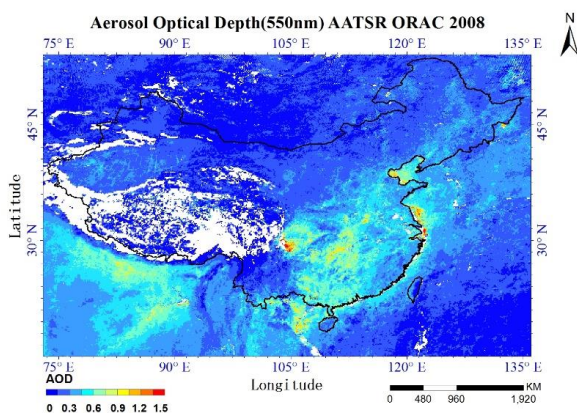 Aerosol Optical Depth(550nm) AATSR ORAC 2008
N
75° E 90° E 105° E 122° E 135° E
45° N 45° N
Latitude
30° N 30° N
75° E 90° E 105° E 122° E 135° E
AOD Longitude KM
0 0.3 0.6 0.9 1.2 1.5 0 480 960 1,920